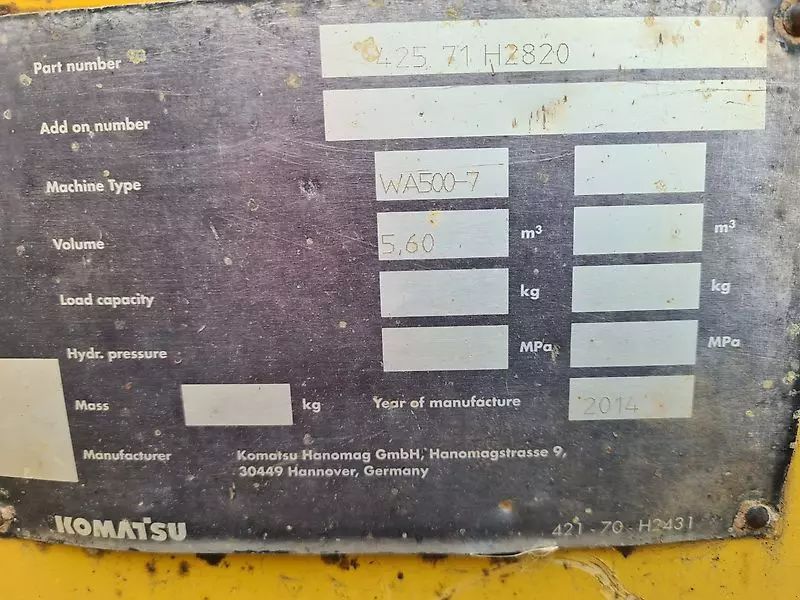 Part number 425 71 H2820
Add on number
Machine Type WA500-7
Volume 5,60 m³ m³
Load capacity kg kg
Hydr. pressure MPa MPa
Mass kg Year of manufacture 2014
Manufacturer Komatsu Hanomag GmbH, Hanomagstrasse 9,
30449 Hannover, Germany
KOMATSU 421-70-H2431